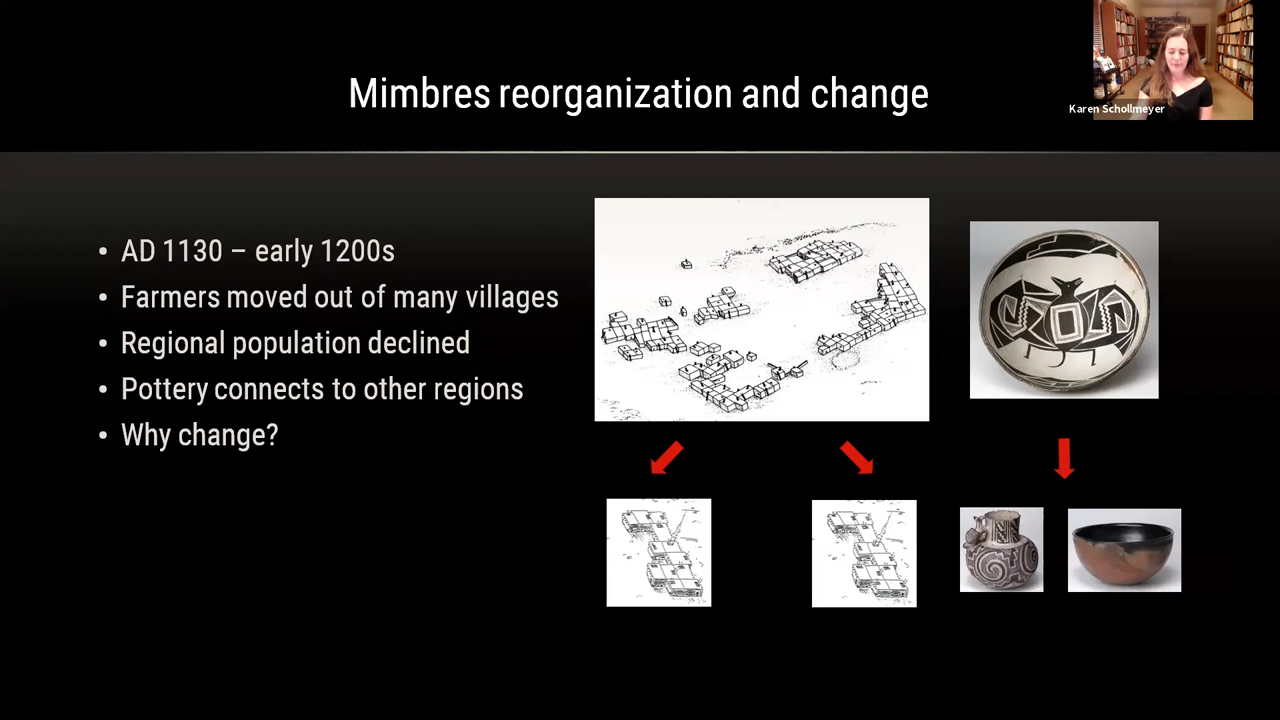 Mimbres reorganization and change
Karen Schollmeyer
• AD 1130 – early 1200s
• Farmers moved out of many villages
• Regional population declined
• Pottery connects to other regions
• Why change?